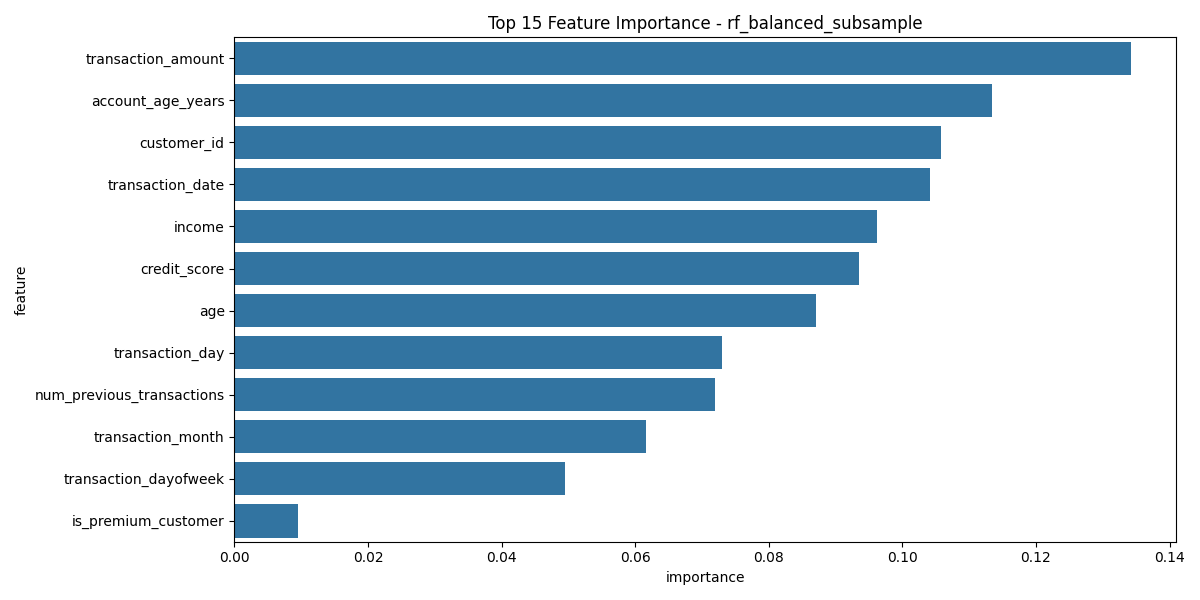 Top 15 Feature Importance - rf_balanced_subsample
feature
transaction_amount
account_age_years
customer_id
transaction_date
income
credit_score
age
transaction_day
num_previous_transactions
transaction_month
transaction_dayofweek
is_premium_customer
0.00 0.02 0.04 0.06 0.08 0.10 0.12 0.14
importance